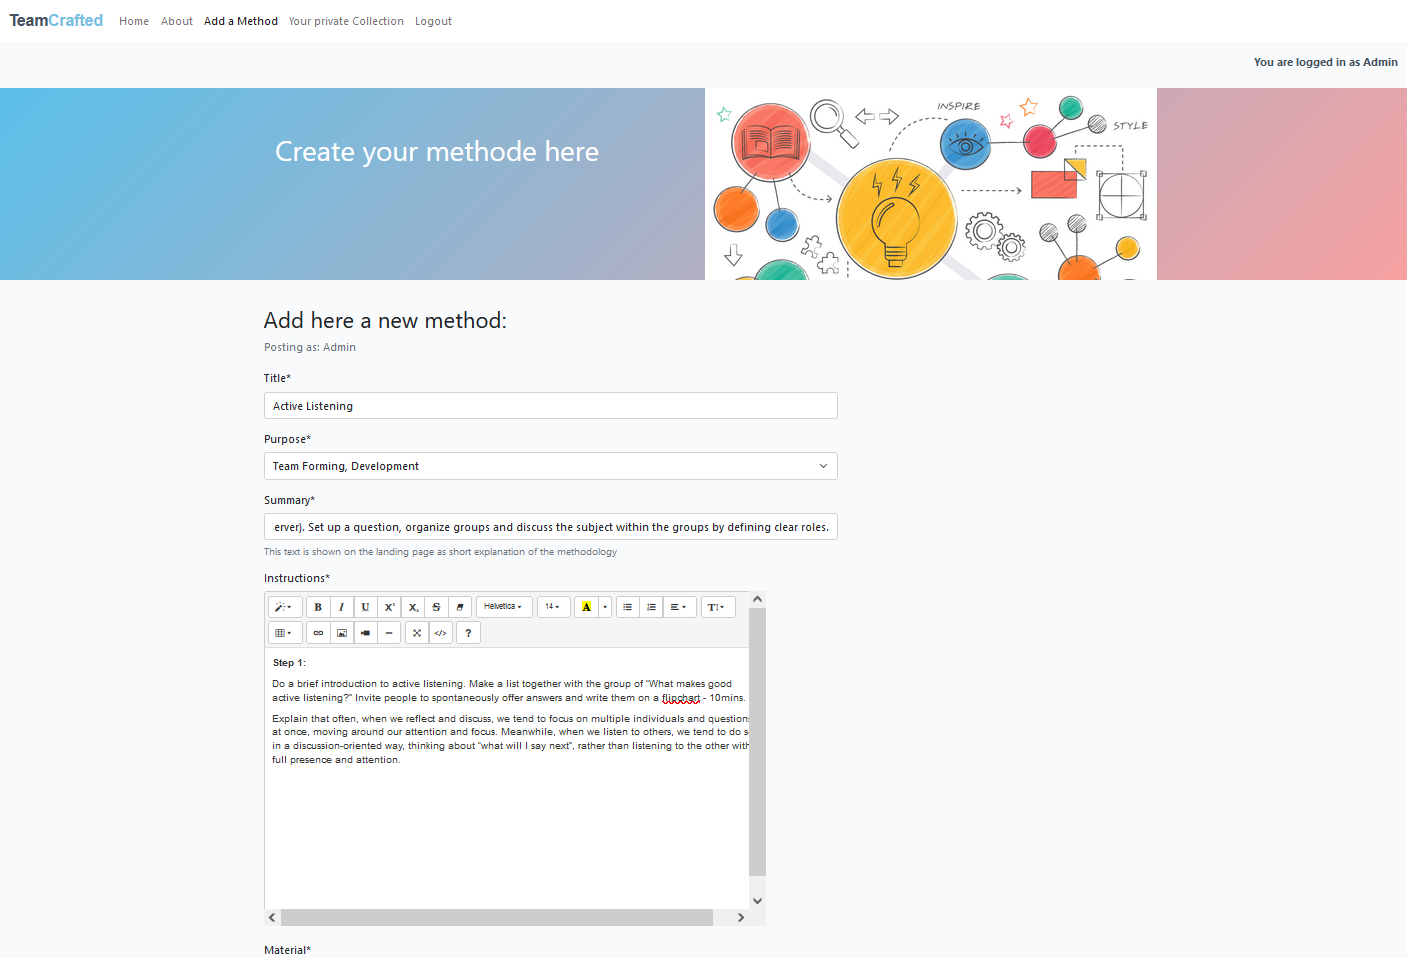 TeamCrafted Home About Add a Method Your private Collection Logout
You are logged in as Admin
Create your methode here
INSPIRE
STYLE
Add here a new method:
Posting as: Admin
Title*
Active Listening
Purpose*
Team Forming, Development
Summary*
erver). Set up a question, organize groups and discuss the subject within the groups by defining clear roles.
This text is shown on the landing page as short explanation of the methodology
Instructions*
B I U X² X₂ S Helvetica 14 A T
</> ?
Step 1:
Do a brief introduction to active listening. Make a list together with the group of "What makes good
active listening?" Invite people to spontaneously offer answers and write them on a flipchart - 10mins.
Explain that often, when we reflect and discuss, we tend to focus on multiple individuals and question
at once, moving around our attention and focus. Meanwhile, when we listen to others, we tend to do s
in a discussion-oriented way, thinking about "what will I say next", rather than listening to the other with
full presence and attention.
Material*